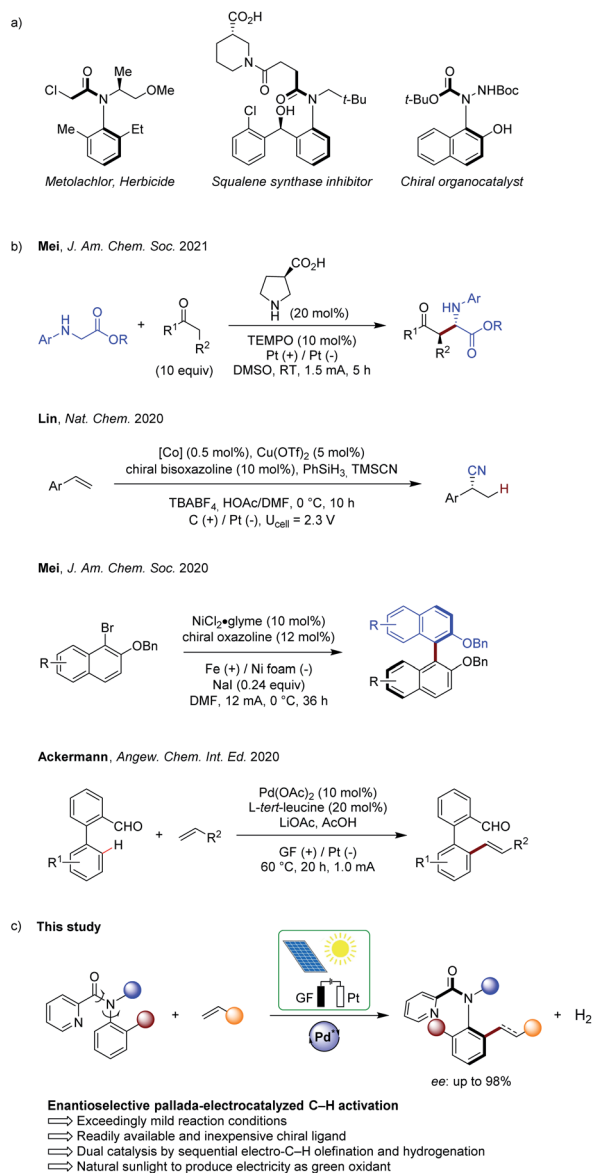 a)
CO2H
N
O
Cl
O
Me
N
OMe
Me
Et
Cl
OH
O
N
t-Bu
O
t-BuO
N
NHBoc
OH
Metolachlor, Herbicide
Squalene synthase inhibitor
Chiral organocatalyst
b) Mei, J. Am. Chem. Soc. 2021
H
Ar N
O
OR
+
O
R1
R2
(10 equiv)
CO2H
N
H
(20 mol%)
TEMPO (10 mol%)
Pt (+) / Pt (-)
DMSO, RT, 1.5 mA, 5 h
O
R1
R2
HN Ar
OR
O
Lin, Nat. Chem. 2020
Ar
[Co] (0.5 mol%), Cu(OTf)2 (5 mol%)
chiral bisoxazoline (10 mol%), PhSiH3, TMSCN
TBABF4, HOAc/DMF, 0 °C, 10 h
C (+) / Pt (-), Ucell = 2.3 V
CN
Ar
H
Mei, J. Am. Chem. Soc. 2020
Br
OBn
R
NiCl2•glyme (10 mol%)
chiral oxazoline (12 mol%)
Fe (+) / Ni foam (-)
NaI (0.24 equiv)
DMF, 12 mA, 0 °C, 36 h
R
OBn
OBn
R
Ackermann, Angew. Chem. Int. Ed. 2020
CHO
H
R1
+
R2
Pd(OAc)2 (10 mol%)
L-tert-leucine (20 mol%)
LiOAc, AcOH
GF (+) / Pt (-)
60 °C, 20 h, 1.0 mA
CHO
R2
R1
c) This study
O
N
N
+
GF
Pt
Pd*
O
N
N
+ H2
ee: up to 98%
Enantioselective pallada-electrocatalyzed C–H activation
Exceedingly mild reaction conditions
Readily available and inexpensive chiral ligand
Dual catalysis by sequential electro-C–H olefination and hydrogenation
Natural sunlight to produce electricity as green oxidant